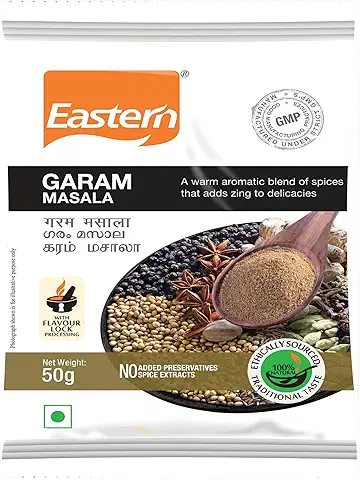 Eastern®
GMP
GOOD MANUFACTURING PRACTICES
MANUFACTURED UNDER STRICT GMP'S
GARAM
MASALA
A warm aromatic blend of spices
that adds zing to delicacies
गरम मसाला
ഗരം മസാല
கரம் மசாலா
Photograph shown is for illustrative purpose only
WITH
FLAVOUR
LOCK
PROCESSING
Net Weight:
50g
NO ADDED PRESERVATIVES
SPICE EXTRACTS
ETHICALLY SOURCED
100%
NATURAL
TRADITIONAL TASTE